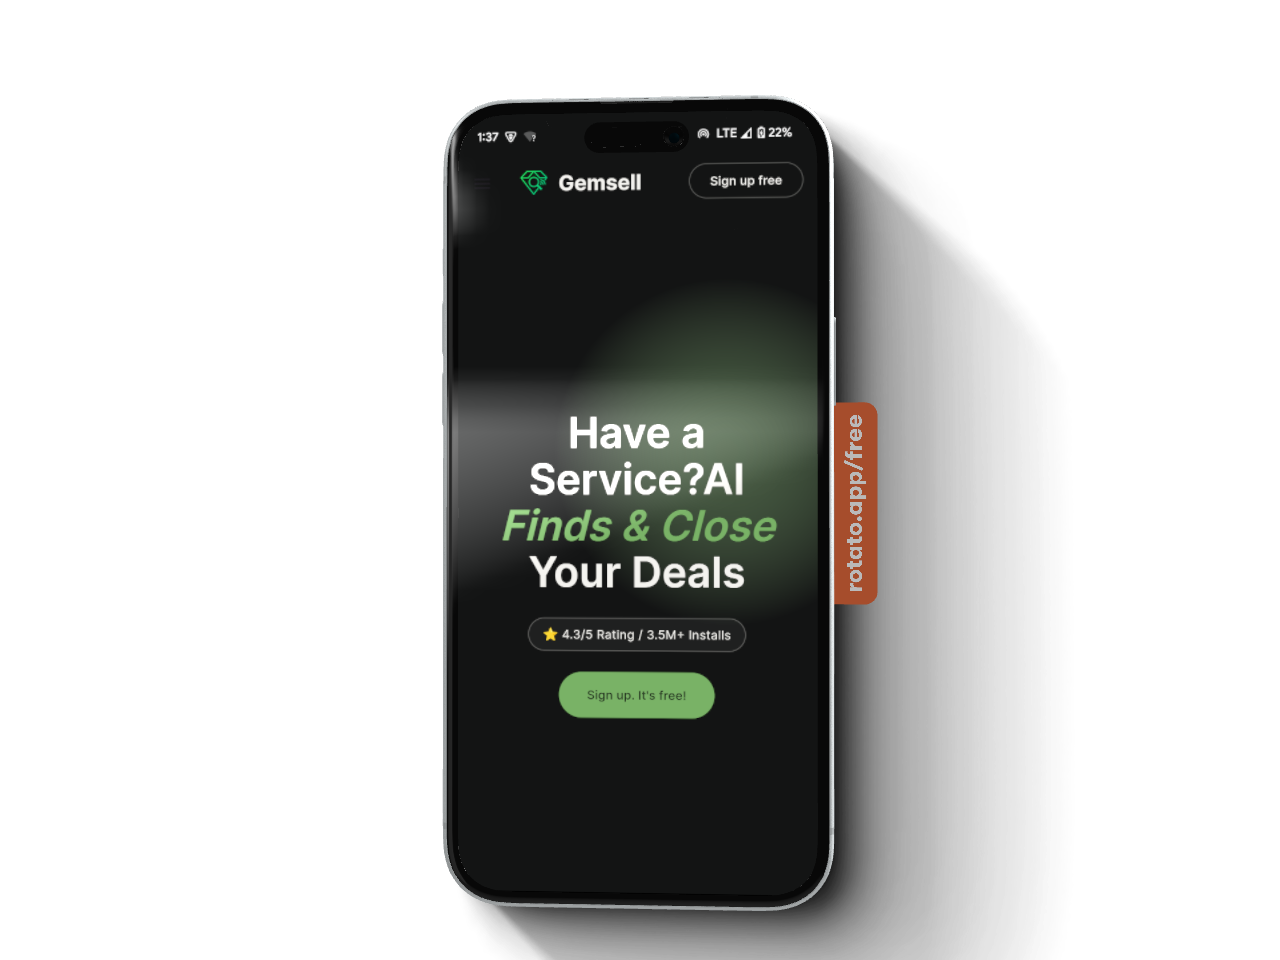 1:37
LTE 22%
Gemsell
Sign up free
Have a
Service?AI
Finds & Close
Your Deals
⭐ 4.3/5 Rating / 3.5M+ Installs
Sign up. It's free!
rotato.app/free